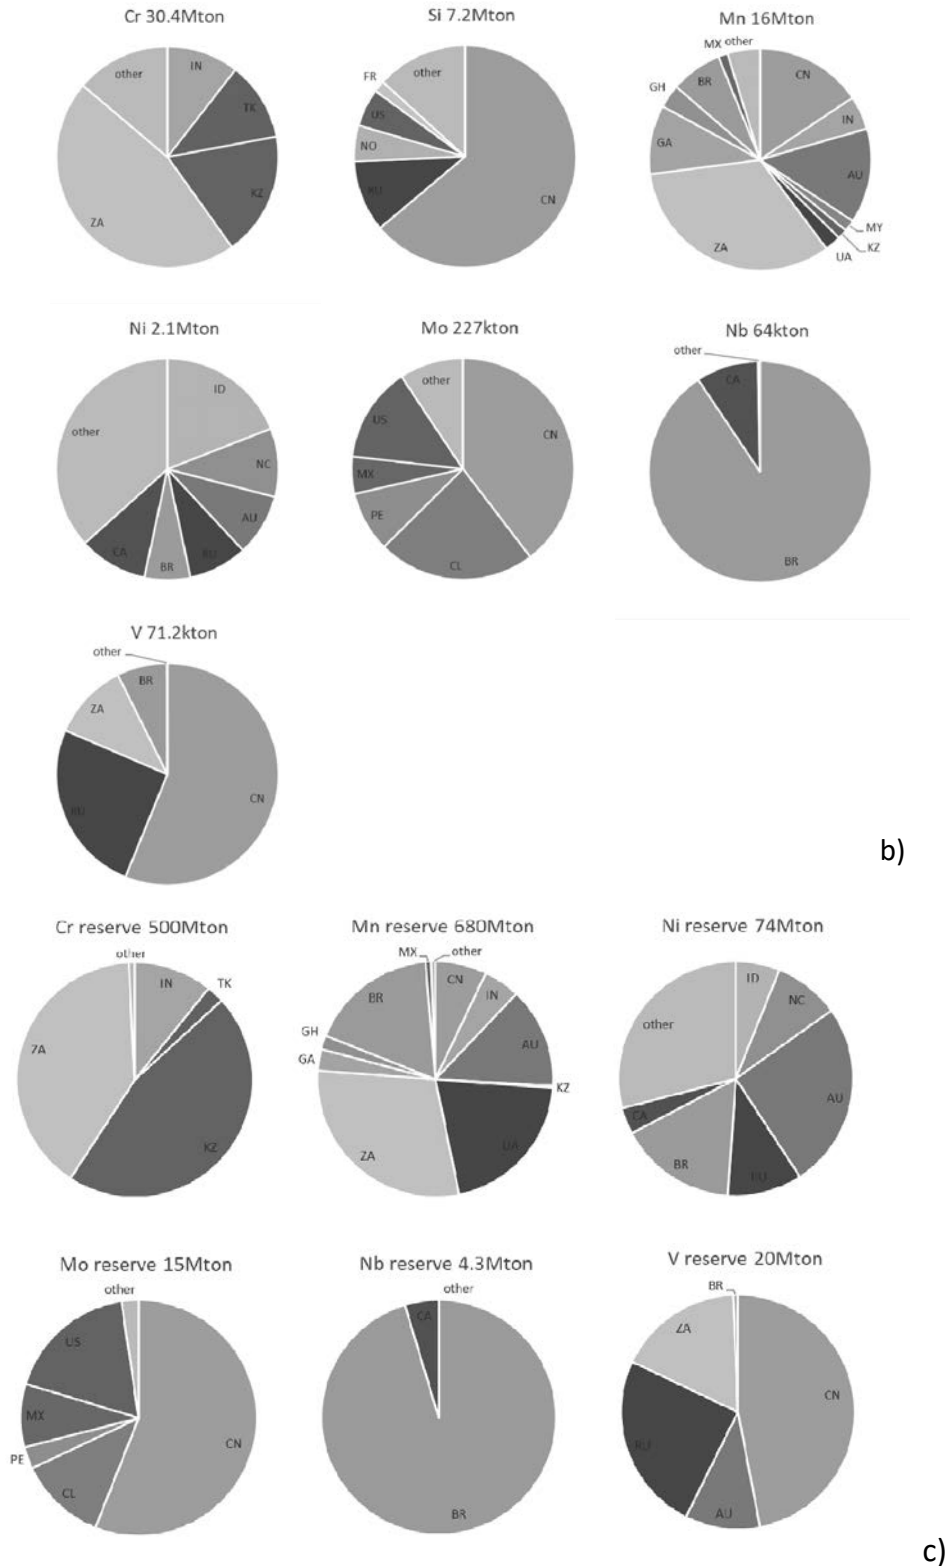 Cr 30.4Mton
other
IN
TK
KZ
ZA
Si 7.2Mton
FR
other
US
NO
RU
CN
Mn 16Mton
MX
other
GH
BR
CN
IN
GA
AU
MY
KZ
UA
ZA
Ni 2.1Mton
ID
other
NC
AU
RU
BR
CA
Mo 227kton
other
US
CN
MX
PE
CL
Nb 64kton
other
CA
BR
V 71.2kton
other
BR
ZA
RU
CN
b)
Cr reserve 500Mton
other
IN
TK
ZA
KZ
Mn reserve 680Mton
MX
other
CN
BR
IN
GH
AU
GA
KZ
UA
ZA
Ni reserve 74Mton
ID
NC
other
AU
CA
BR
RU
Mo reserve 15Mton
other
US
MX
CN
PE
CL
Nb reserve 4.3Mton
other
CA
BR
V reserve 20Mton
BR
ZA
CN
RU
AU
c)